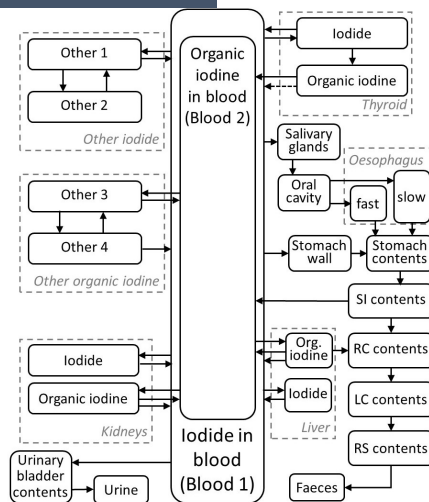 Other 1
Other 2
Other iodide
Organic
iodine
in blood
(Blood 2)
Iodide
Organic iodine
Thyroid
Salivary
glands
Oral
cavity
Oesophagus
fast
slow
Other 3
Other 4
Other organic iodine
Stomach
wall
Stomach
contents
SI contents
Iodide
Organic iodine
Kidneys
Org.
iodine
Iodide
Liver
RC contents
LC contents
RS contents
Iodide in
blood
(Blood 1)
Urinary
bladder
contents
Urine
Faeces